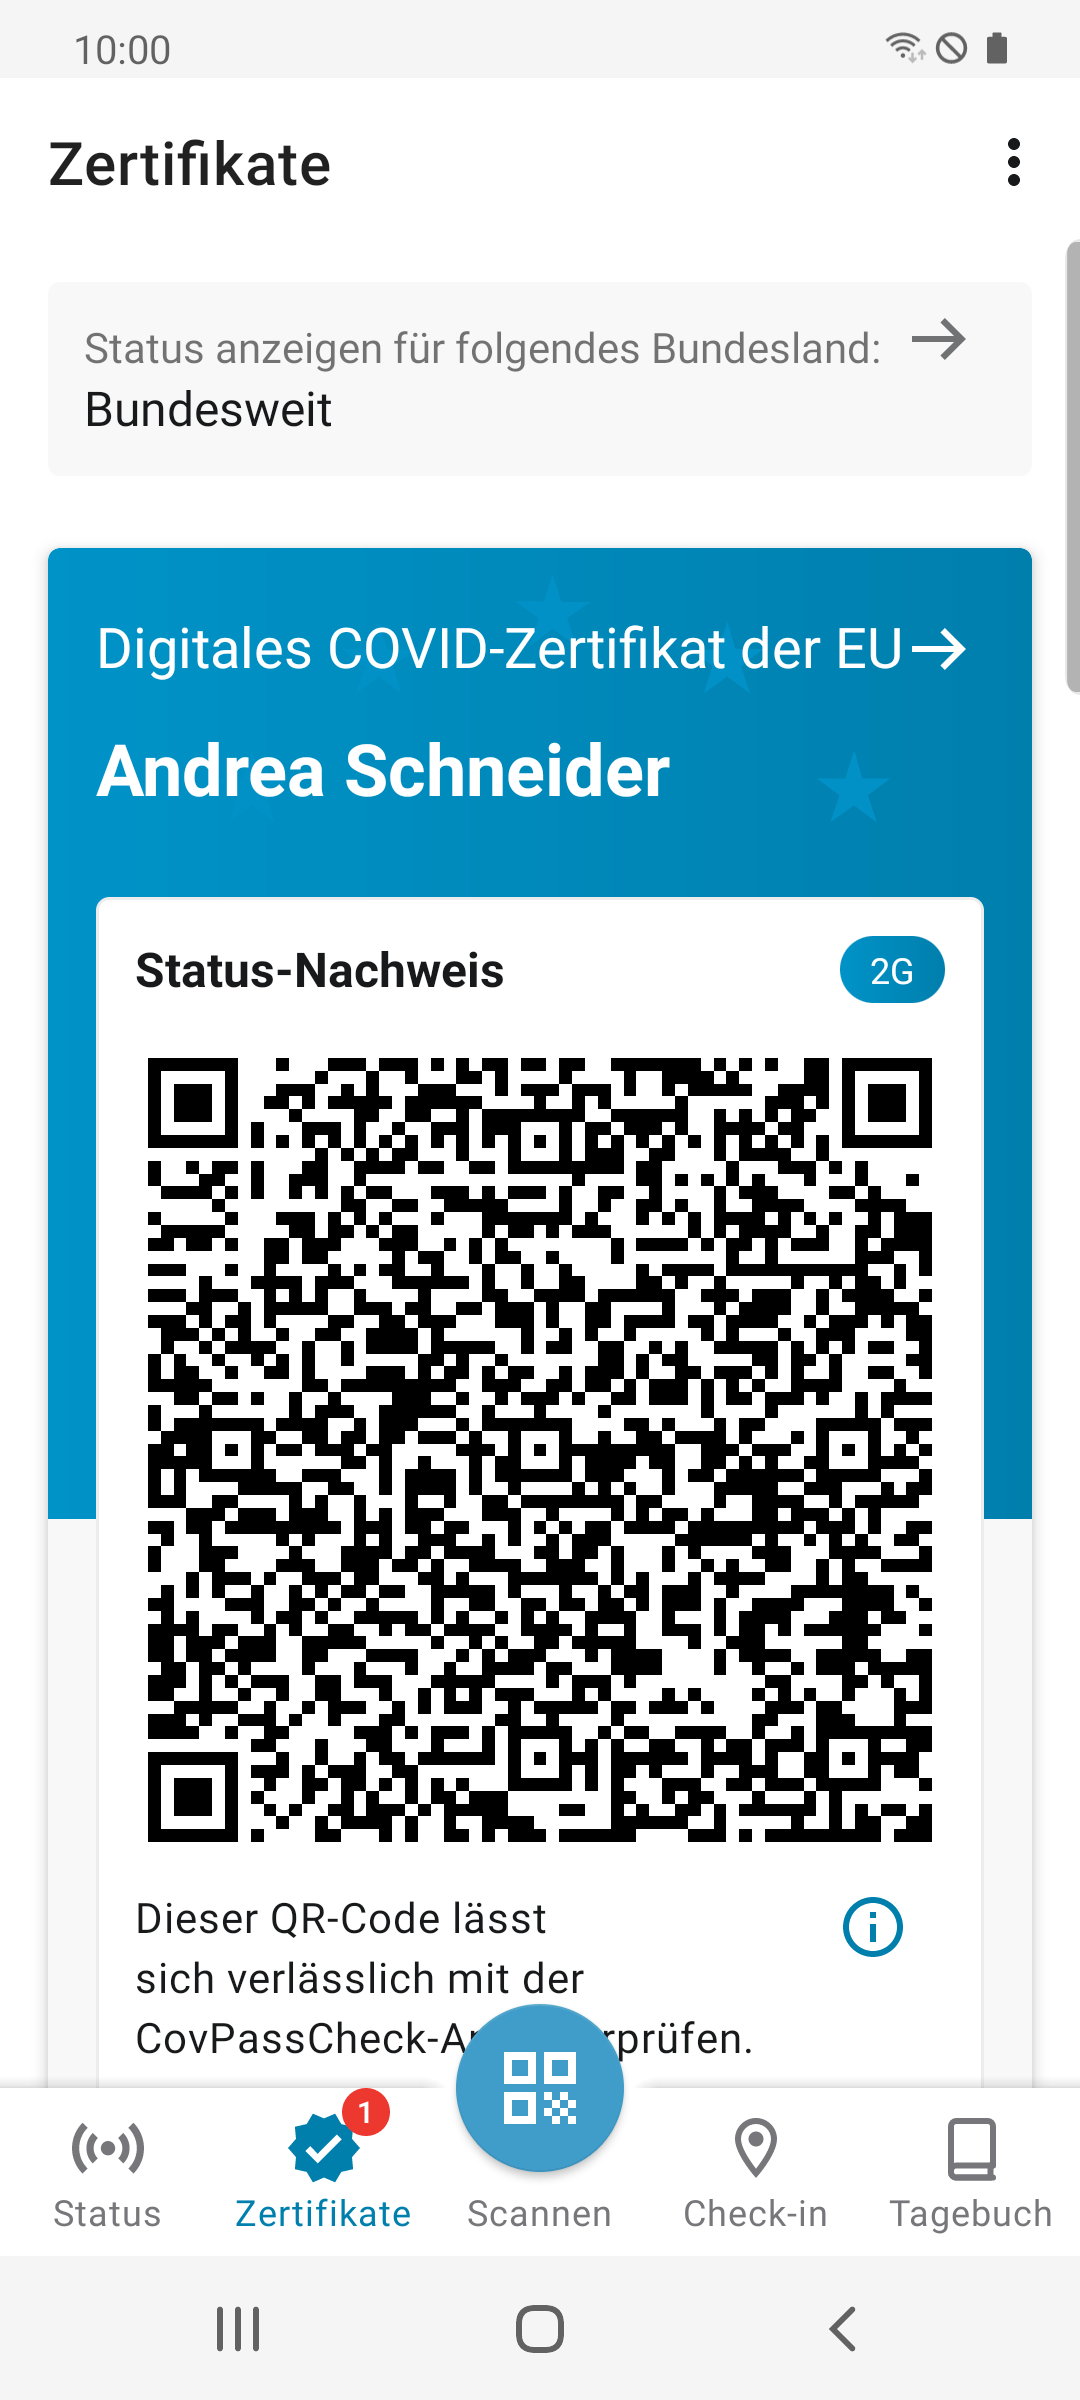 10:00
Zertifikate
Status anzeigen für folgendes Bundesland:
Bundesweit
Digitales COVID-Zertifikat der EU
Andrea Schneider
Status-Nachweis
2G
Dieser QR-Code lässt
sich verlässlich mit der
CovPassCheck-A rprüfen.
1
Status
Zertifikate
Scannen
Check-in
Tagebuch